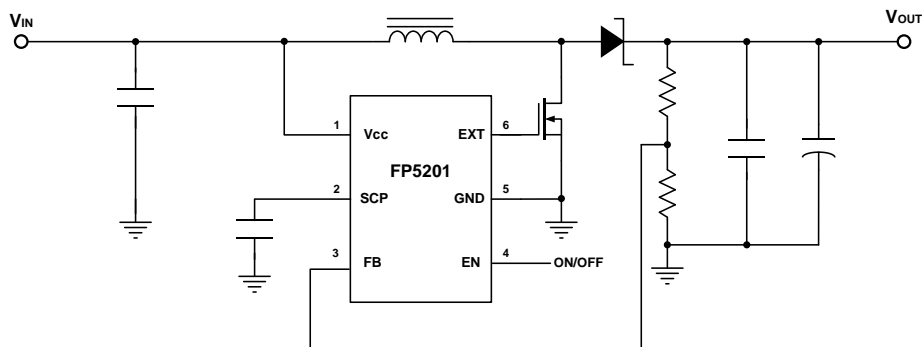 VIN
VOUT
1
Vcc
EXT
6
FP5201
2
SCP
GND
5
3
FB
EN
4
ON/OFF